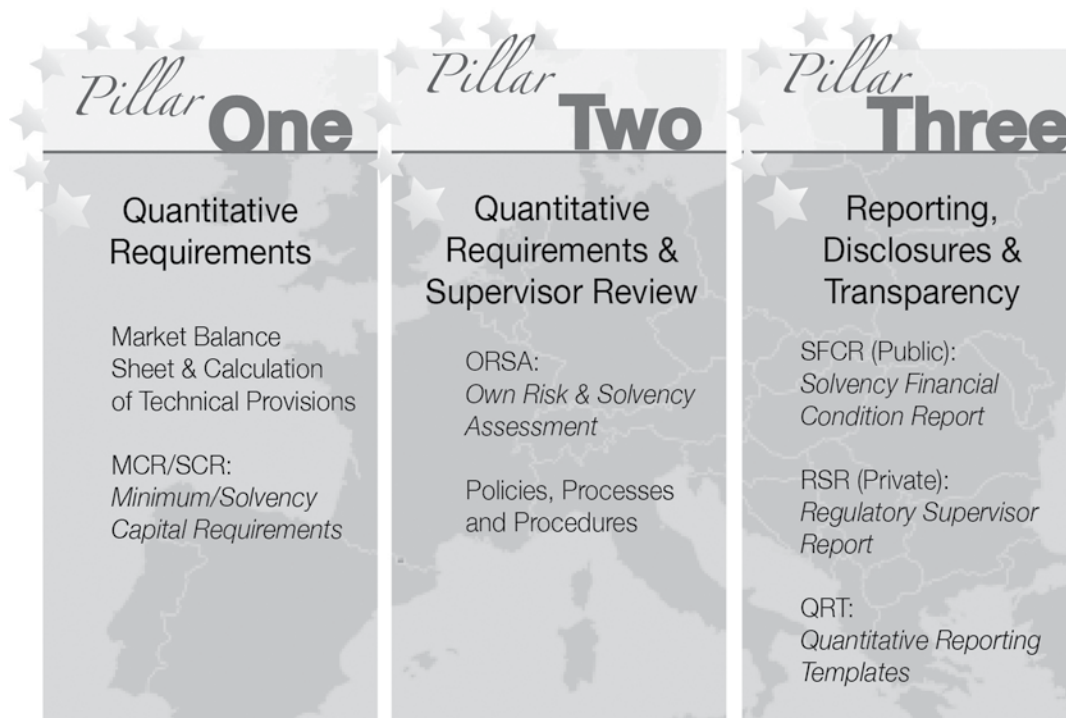 Pillar One
Quantitative
Requirements
Market Balance
Sheet & Calculation
of Technical Provisions
MCR/SCR:
Minimum/Solvency
Capital Requirements
Pillar Two
Quantitative
Requirements &
Supervisor Review
ORSA:
Own Risk & Solvency
Assessment
Policies, Processes
and Procedures
Pillar Three
Reporting,
Disclosures &
Transparency
SFCR (Public):
Solvency Financial
Condition Report
RSR (Private):
Regulatory Supervisor
Report
QRT:
Quantitative Reporting
Templates